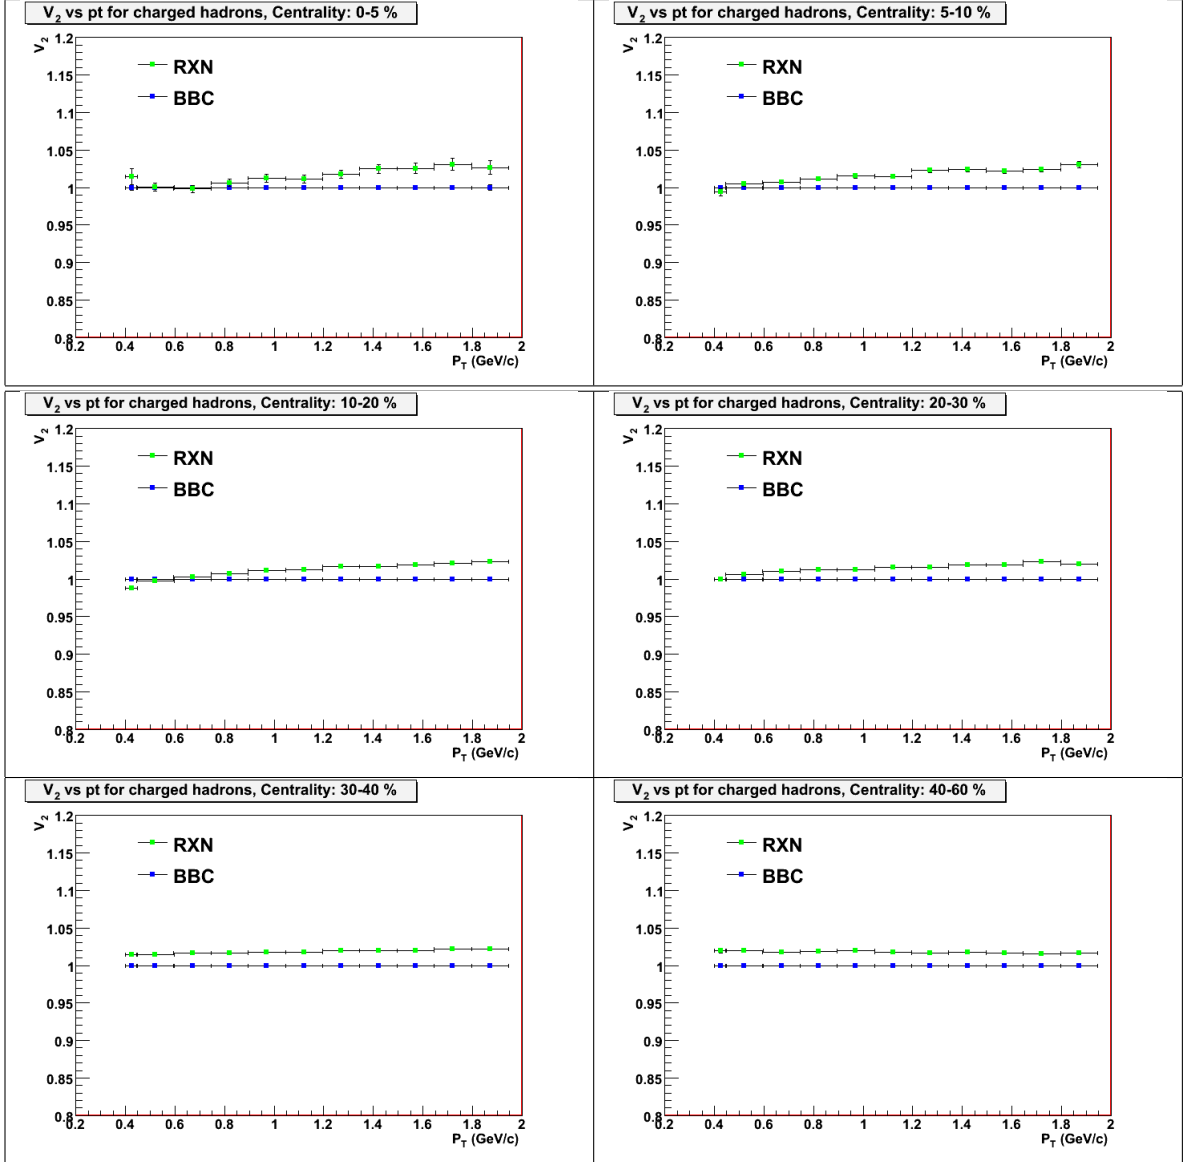 V2 vs pt for charged hadrons, Centrality: 0-5 %
V2
1.2
1.15
1.1
1.05
1
0.95
0.9
0.85
0.8
RXN
BBC
0.2 0.4 0.6 0.8 1 1.2 1.4 1.6 1.8 2
PT (GeV/c)
V2 vs pt for charged hadrons, Centrality: 5-10 %
V2
1.2
1.15
1.1
1.05
1
0.95
0.9
0.85
0.8
RXN
BBC
0.2 0.4 0.6 0.8 1 1.2 1.4 1.6 1.8 2
PT (GeV/c)
V2 vs pt for charged hadrons, Centrality: 10-20 %
V2
1.2
1.15
1.1
1.05
1
0.95
0.9
0.85
0.8
RXN
BBC
0.2 0.4 0.6 0.8 1 1.2 1.4 1.6 1.8 2
PT (GeV/c)
V2 vs pt for charged hadrons, Centrality: 20-30 %
V2
1.2
1.15
1.1
1.05
1
0.95
0.9
0.85
0.8
RXN
BBC
0.2 0.4 0.6 0.8 1 1.2 1.4 1.6 1.8 2
PT (GeV/c)
V2 vs pt for charged hadrons, Centrality: 30-40 %
V2
1.2
1.15
1.1
1.05
1
0.95
0.9
0.85
0.8
RXN
BBC
0.2 0.4 0.6 0.8 1 1.2 1.4 1.6 1.8 2
PT (GeV/c)
V2 vs pt for charged hadrons, Centrality: 40-60 %
V2
1.2
1.15
1.1
1.05
1
0.95
0.9
0.85
0.8
RXN
BBC
0.2 0.4 0.6 0.8 1 1.2 1.4 1.6 1.8 2
PT (GeV/c)